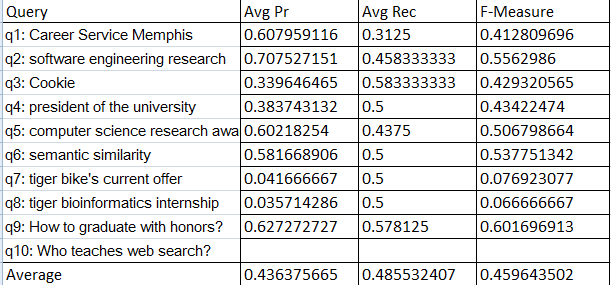 Query Avg Pr Avg Rec F-Measure
q1: Career Service Memphis 0.607959116 0.3125 0.412809696
q2: software engineering research 0.707527151 0.458333333 0.5562986
q3: Cookie 0.339646465 0.583333333 0.429320565
q4: president of the university 0.383743132 0.5 0.43422474
q5: computer science research awa 0.60218254 0.4375 0.506798664
q6: semantic similarity 0.581668906 0.5 0.537751342
q7: tiger bike's current offer 0.041666667 0.5 0.076923077
q8: tiger bioinformatics internship 0.035714286 0.5 0.066666667
q9: How to graduate with honors? 0.627272727 0.578125 0.601696913
q10: Who teaches web search?
Average 0.436375665 0.485532407 0.459643502